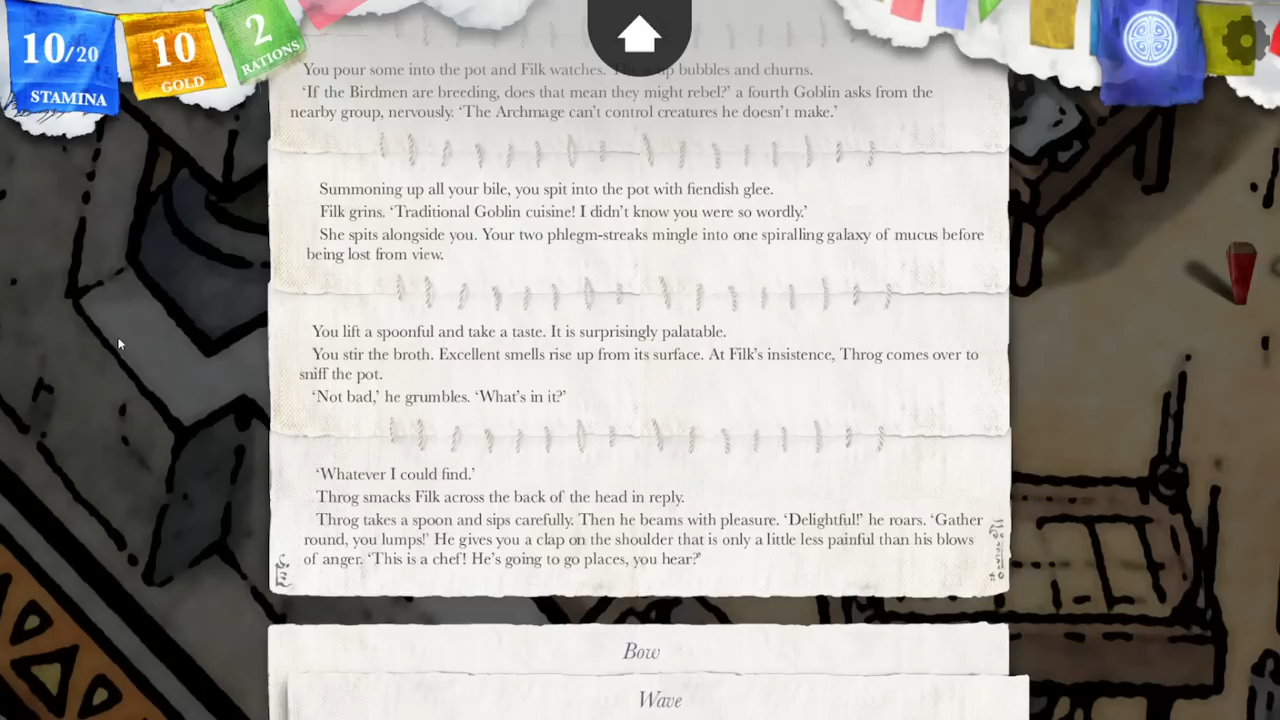 10/20
STAMINA
10
GOLD
2
RATIONS
You pour some into the pot and Filk watches. The soup bubbles and churns.
'If the Birdmen are breeding, does that mean they might rebel?' a fourth Goblin asks from the
nearby group, nervously. 'The Archmage can't control creatures he doesn't make.'
Summoning up all your bile, you spit into the pot with fiendish glee.
Filk grins. 'Traditional Goblin cuisine! I didn't know you were so wordly.'
She spits alongside you. Your two phlegm-streaks mingle into one spiralling galaxy of mucus before
being lost from view.
You lift a spoonful and take a taste. It is surprisingly palatable.
You stir the broth. Excellent smells rise up from its surface. At Filk's insistence, Throg comes over to
sniff the pot.
'Not bad,' he grumbles. 'What's in it?'
'Whatever I could find.'
Throg smacks Filk across the back of the head in reply.
Throg takes a spoon and sips carefully. Then he beams with pleasure. 'Delightful!' he roars. 'Gather
round, you lumps!' He gives you a clap on the shoulder that is only a little less painful than his blows
of anger. 'This is a chef! He's going to go places, you hear?'
Bow
Wave